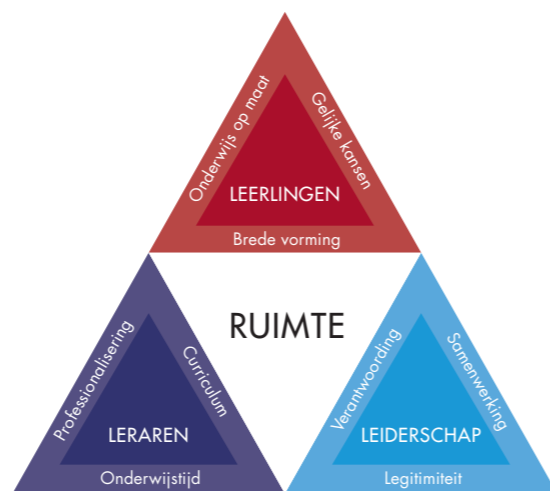 Onderwijs op maat
Gelijke kansen
LEERLINGEN
Brede vorming
RUIMTE
Professionalisering
Curriculum
LERAREN
Onderwijstijd
Verantwoording
Samenwerking
LEIDERSCHAP
Legitimiteit